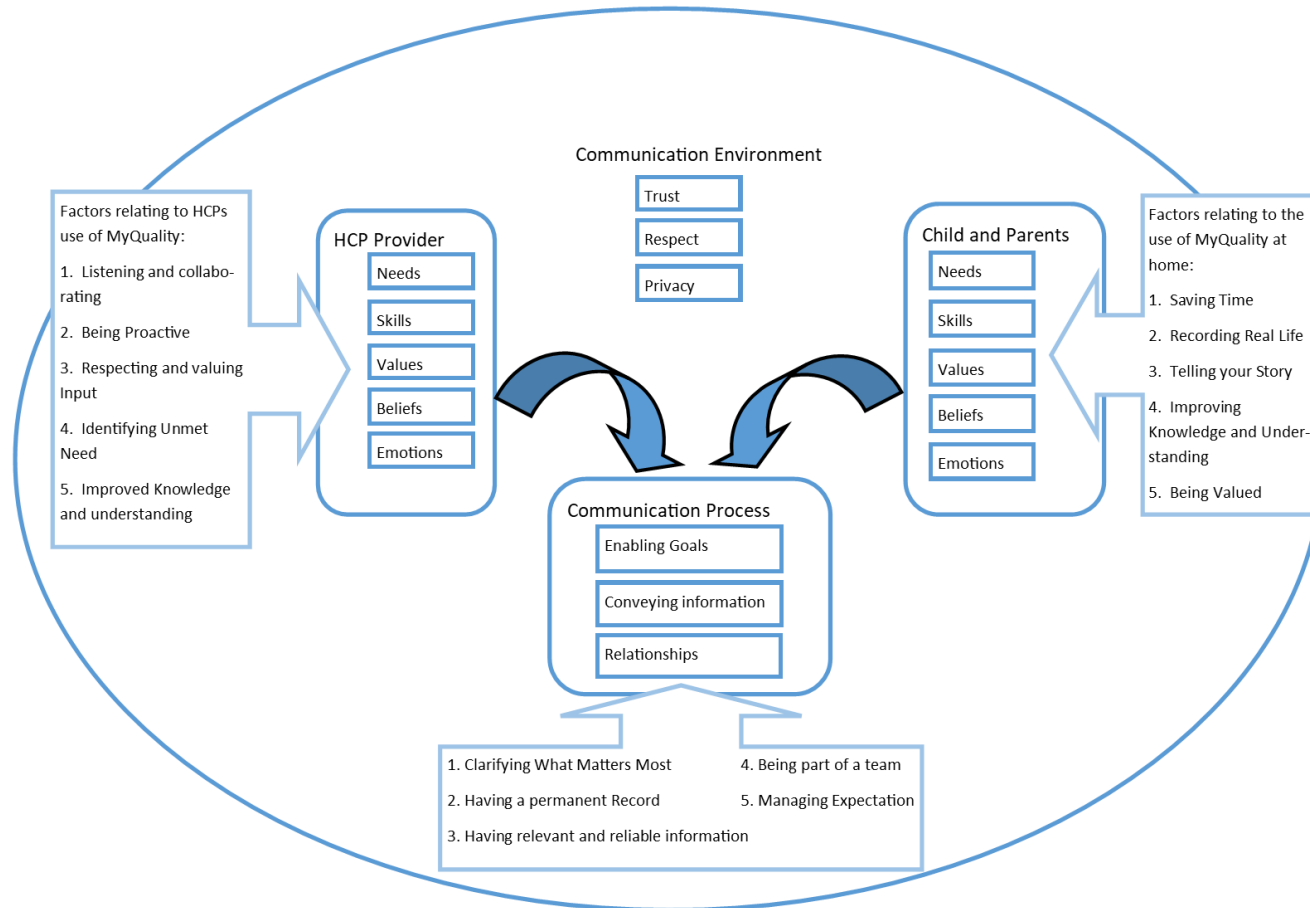 Communication Environment
Trust
Respect
Privacy
Factors relating to HCPs
use of MyQuality:
1. Listening and collabo-
rating
2. Being Proactive
3. Respecting and valuing
Input
4. Identifying Unmet
Need
5. Improved Knowledge
and understanding
HCP Provider
Needs
Skills
Values
Beliefs
Emotions
Child and Parents
Needs
Skills
Values
Beliefs
Emotions
Factors relating to the
use of MyQuality at
home:
1. Saving Time
2. Recording Real Life
3. Telling your Story
4. Improving
Knowledge and Under-
standing
5. Being Valued
Communication Process
Enabling Goals
Conveying information
Relationships
1. Clarifying What Matters Most
2. Having a permanent Record
3. Having relevant and reliable information
4. Being part of a team
5. Managing Expectation